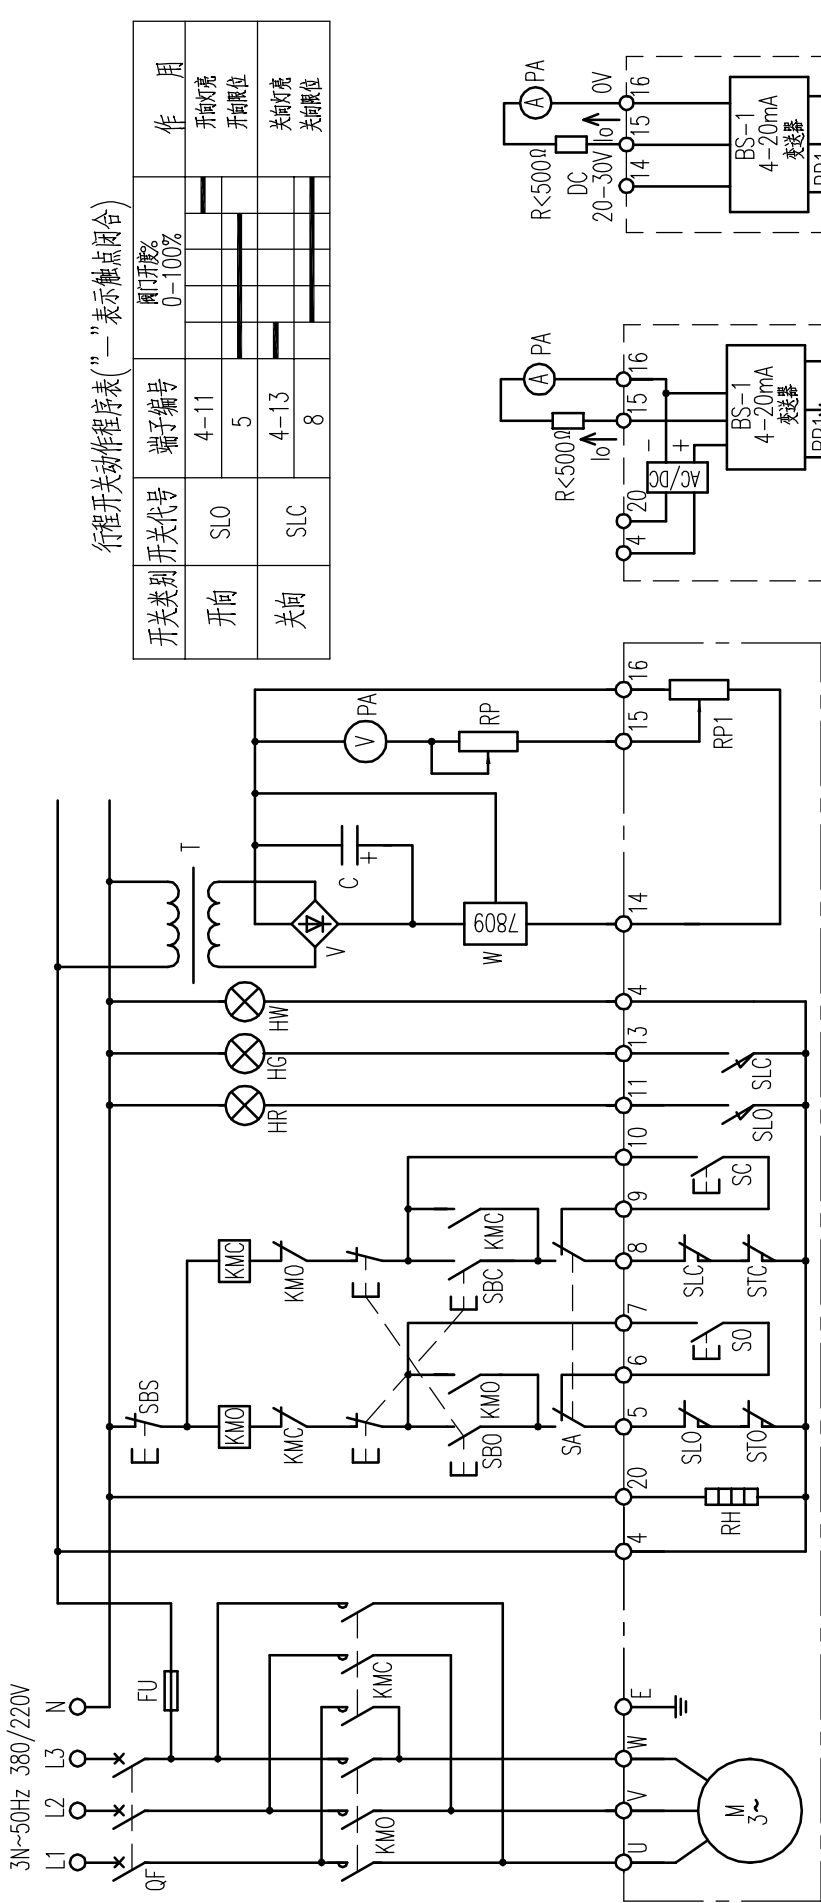 3N~50Hz 380/220V
L1 L2 L3 N
QF
FU
KMO
KMC
U V W E
M
3~
SBS
KMO
KMC
KMC
KMO
SBO
KMO
SBC
KMC
SA
4 20 5 6 7 8 9 10 11 13 4 14 15 16
RH
SLO
STO
SO
SLC
STC
SC
SLO
SLC
HR
HG
HW
T
V
C
+
W
7809
V
PA
RP
RP1
行程开关动作程序表("一"表示触点闭合)
开关类别 开关代号 端子编号 阀门开度% 作 用
0-100%
开向 SLO 4-11 开向灯亮
5 开向限位
关向 SLC 4-13 关向灯亮
8 关向限位
A PA
R<500Ω
Io
4 20 15 16
AC/DC
- +
BS-1
4-20mA
变送器
RP1
A PA
R<500Ω
DC
20-30V
Io
0V
14 15 16
BS-1
4-20mA
变送器
RP1